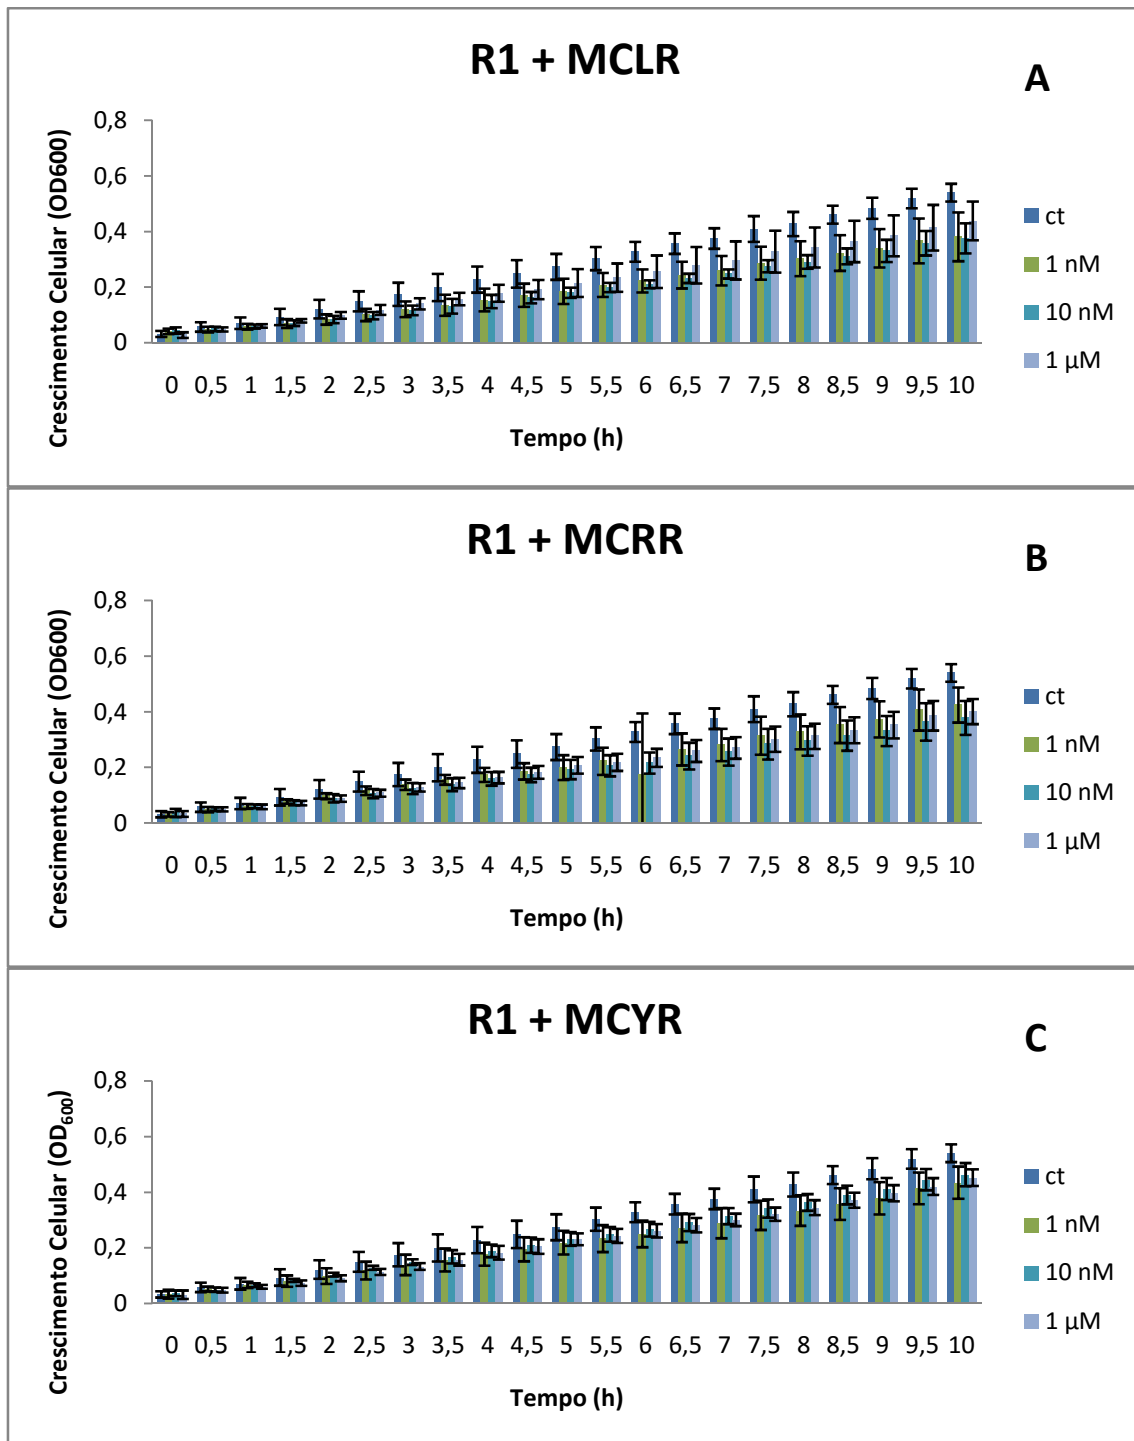 R1 + MCLR
A
Crescimento Celular (OD600)
0,8
0,6
0,4
0,2
0
0 0,5 1 1,5 2 2,5 3 3,5 4 4,5 5 5,5 6 6,5 7 7,5 8 8,5 9 9,5 10
Tempo (h)
ct
1 nM
10 nM
1 µM
R1 + MCRR
B
Crescimento Celular (OD600)
0,8
0,6
0,4
0,2
0
0 0,5 1 1,5 2 2,5 3 3,5 4 4,5 5 5,5 6 6,5 7 7,5 8 8,5 9 9,5 10
Tempo (h)
ct
1 nM
10 nM
1 µM
R1 + MCYR
C
Crescimento Celular (OD₆₀₀)
0,8
0,6
0,4
0,2
0
0 0,5 1 1,5 2 2,5 3 3,5 4 4,5 5 5,5 6 6,5 7 7,5 8 8,5 9 9,5 10
Tempo (h)
ct
1 nM
10 nM
1 µM